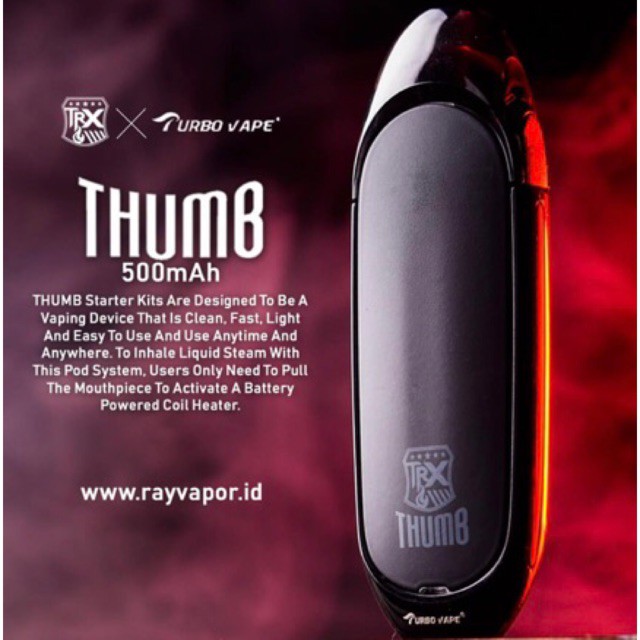 TRX
TURBO VAPE
THUMB
500mAh
THUMB Starter Kits Are Designed To Be A
Vaping Device That Is Clean, Fast, Light
And Easy To Use And Use Anytime And
Anywhere. To Inhale Liquid Steam With
This Pod System, Users Only Need To Pull
The Mouthpiece To Activate A Battery
Powered Coil Heater.
www.rayvapor.id
TRX
THUMB
TURBO VAPE